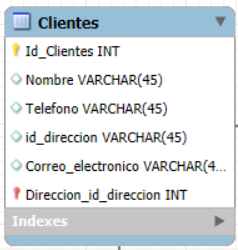 Clientes
Id_Clientes INT
Nombre VARCHAR(45)
Telefono VARCHAR(45)
id_direccion VARCHAR(45)
Correo_electronico VARCHAR(4...
Direccion_id_direccion INT
Indexes